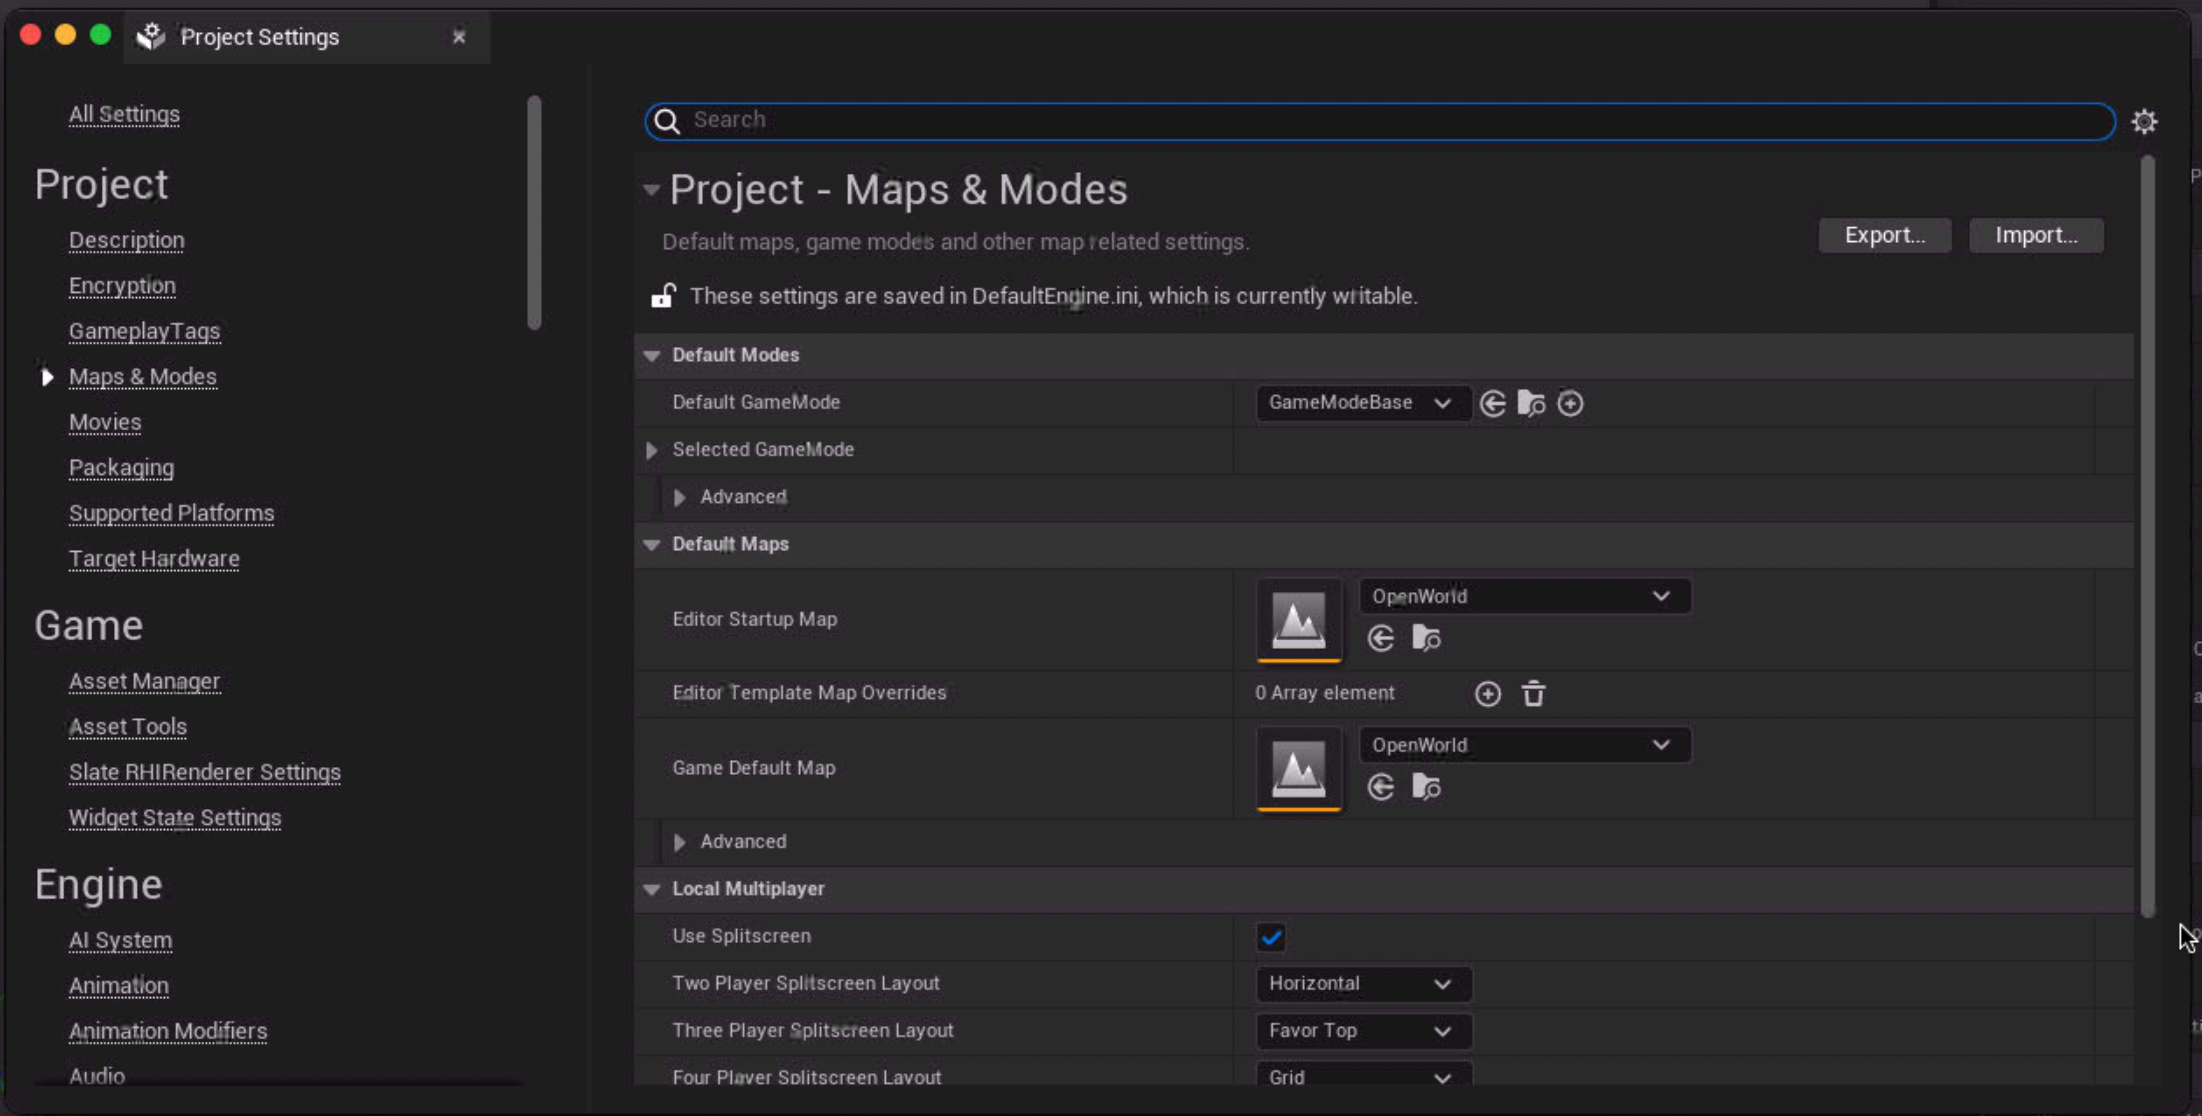 Project Settings
All Settings
Project
Description
Encryption
GameplayTags
Maps & Modes
Movies
Packaging
Supported Platforms
Target Hardware
Game
Asset Manager
Asset Tools
Slate RHIRenderer Settings
Widget State Settings
Engine
AI System
Animation
Animation Modifiers
Audio
Search
Project - Maps & Modes
Default maps, game modes and other map related settings.
Export...
Import...
These settings are saved in DefaultEngine.ini, which is currently writable.
Default Modes
Default GameMode
GameModeBase
Selected GameMode
Advanced
Default Maps
Editor Startup Map
OpenWorld
Editor Template Map Overrides
0 Array element
Game Default Map
OpenWorld
Advanced
Local Multiplayer
Use Splitscreen
Two Player Splitscreen Layout
Horizontal
Three Player Splitscreen Layout
Favor Top
Four Player Splitscreen Layout
Grid